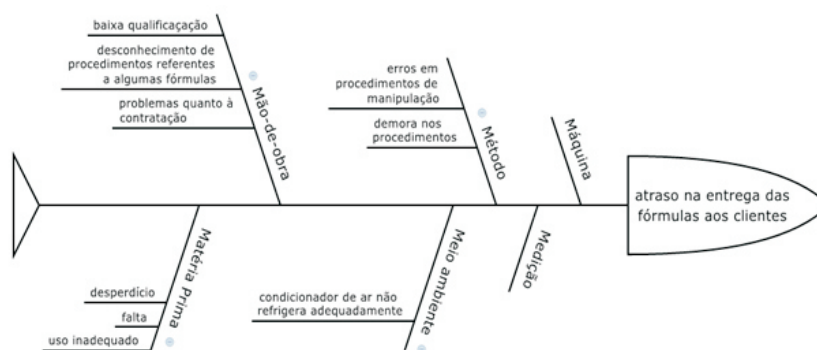 baixa qualificaçação
desconhecimento de
procedimentos referentes
a algumas fórmulas
problemas quanto à
contratação
Mão-de-obra
erros em
procedimentos de
manipulação
demora nos
procedimentos
Método
Máquina
atraso na entrega das
fórmulas aos clientes
Matéria Prima
desperdício
falta
uso inadequado
Meio ambiente
condicionador de ar não
refrigera adequadamente
Medição